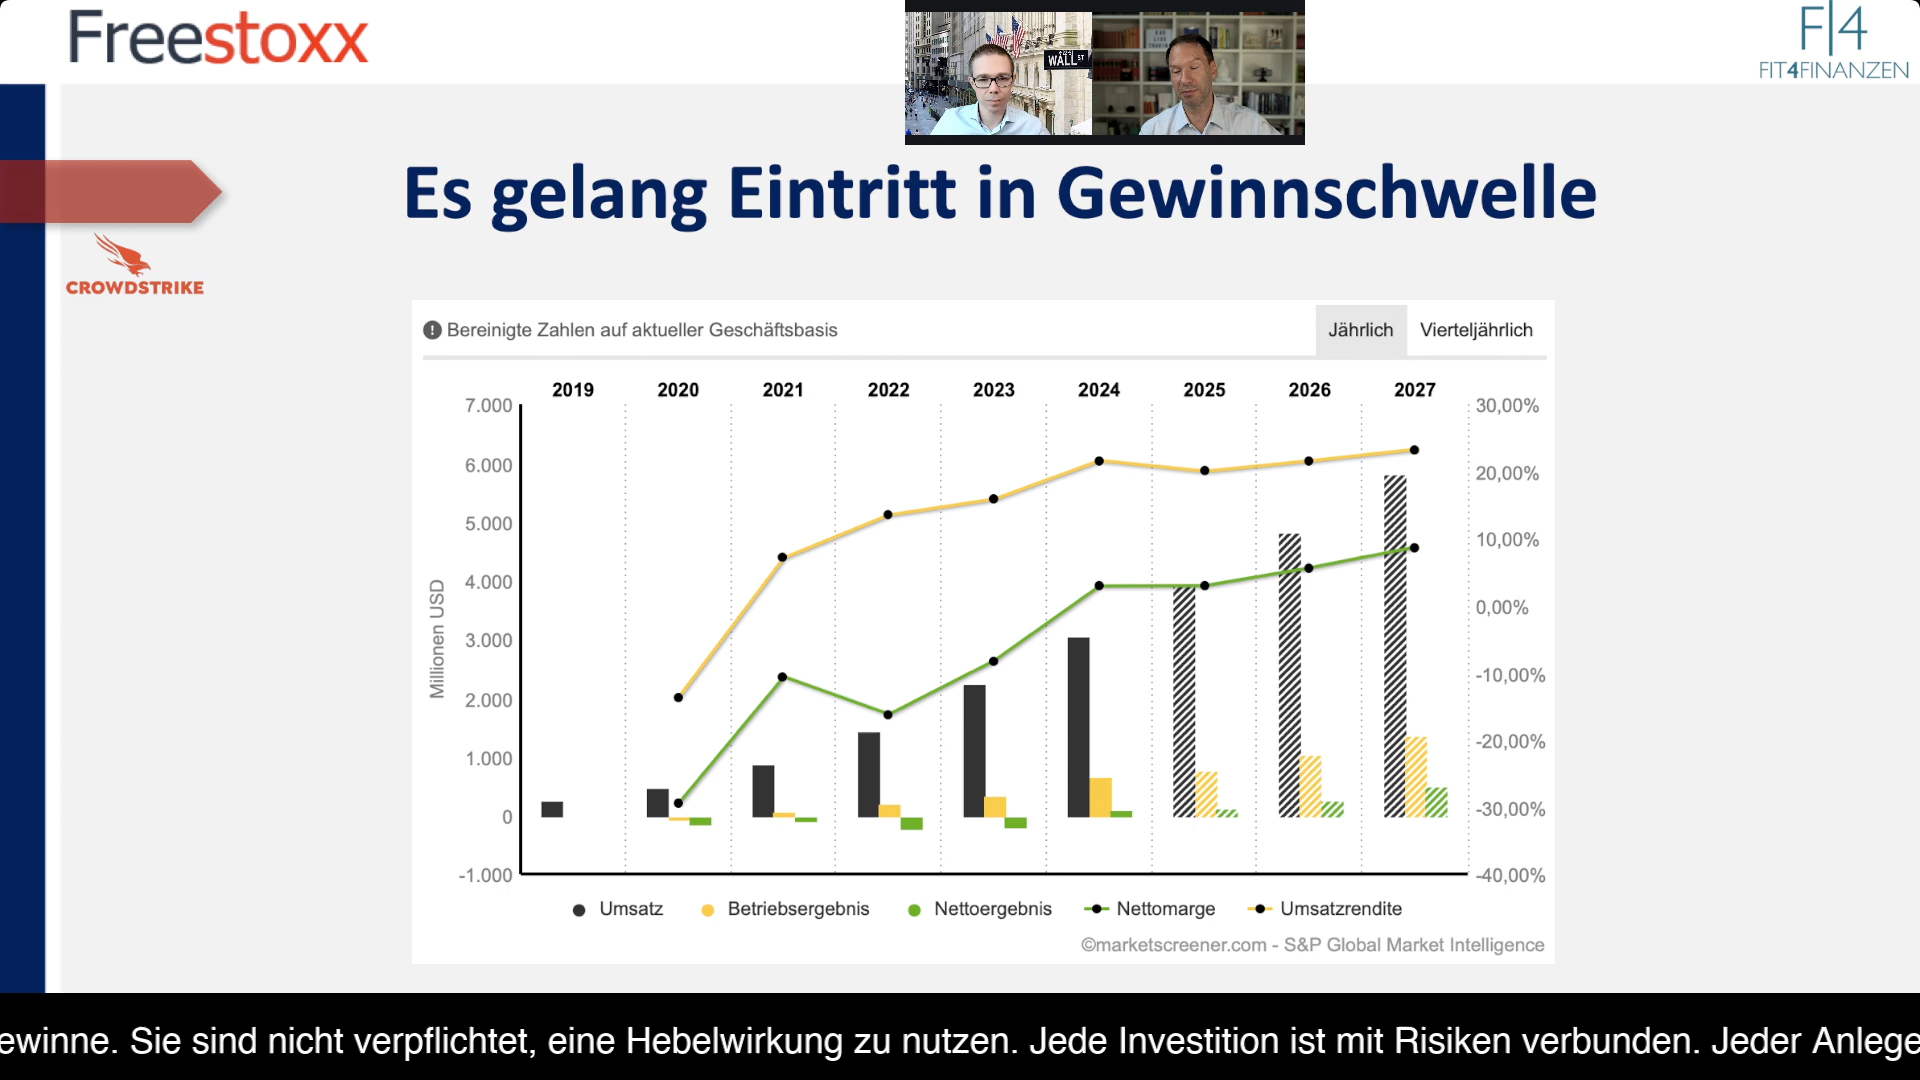 Freestoxx
WALL ST
F|4
FIT4FINANZEN
Es gelang Eintritt in Gewinnschwelle
CROWDSTRIKE
Bereinigte Zahlen auf aktueller Geschäftsbasis
Jährlich Vierteljährlich
2019 2020 2021 2022 2023 2024 2025 2026 2027
7.000 30,00%
6.000 20,00%
5.000 10,00%
4.000 0,00%
3.000 -10,00%
2.000 -20,00%
1.000 -30,00%
0
-1.000 -40,00%
Millionen USD
Umsatz Betriebsergebnis Nettoergebnis Nettomarge Umsatzrendite
©marketscreener.com - S&P Global Market Intelligence
ewinne. Sie sind nicht verpflichtet, eine Hebelwirkung zu nutzen. Jede Investition ist mit Risiken verbunden. Jeder Anlege